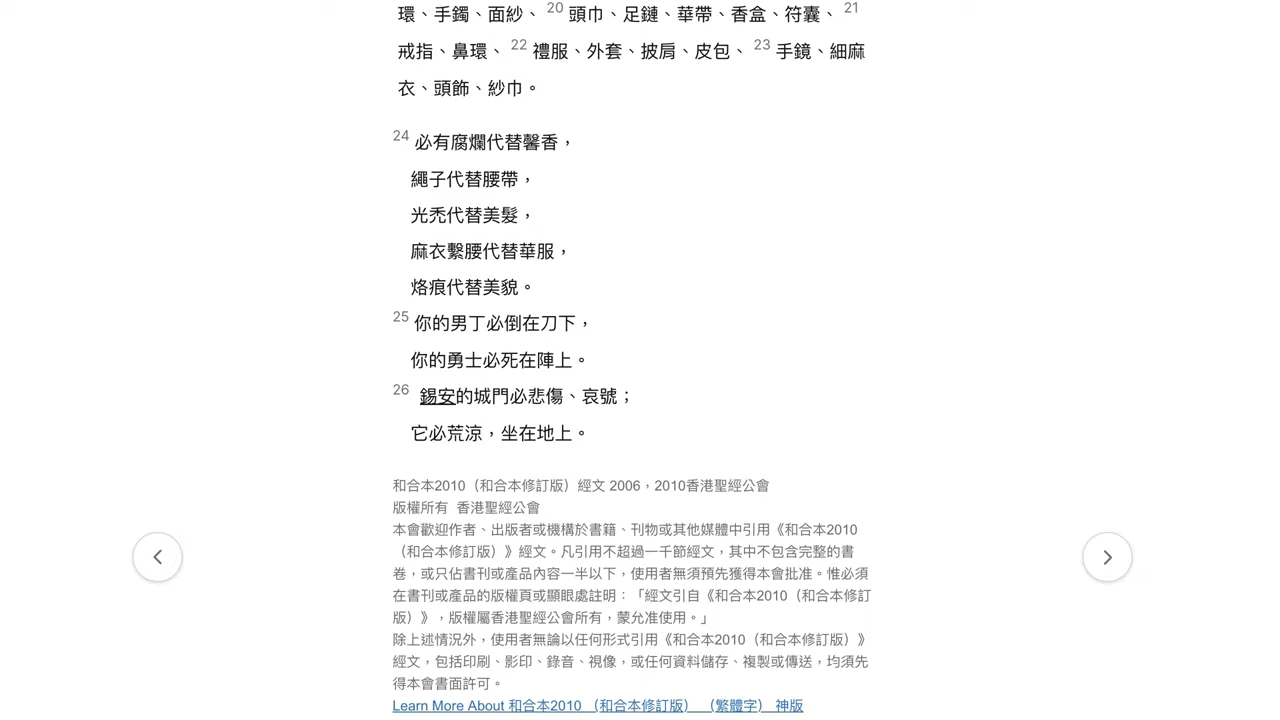 環、手鐲、面紗、 20 頭巾、足鏈、華帶、香盒、符囊、 21
戒指、鼻環、 22 禮服、外套、披肩、皮包、 23 手鏡、細麻
衣、頭飾、紗巾。
24 必有腐爛代替馨香，
繩子代替腰帶，
光禿代替美髮，
麻衣繫腰代替華服，
烙痕代替美貌。
25 你的男丁必倒在刀下，
你的勇士必死在陣上。
26 錫安的城門必悲傷、哀號；
它必荒涼，坐在地上。
和合本2010（和合本修訂版）經文 2006，2010香港聖經公會
版權所有 香港聖經公會
本會歡迎作者、出版者或機構於書籍、刊物或其他媒體中引用《和合本2010
（和合本修訂版）》經文。凡引用不超過一千節經文，其中不包含完整的書
卷，或只佔書刊或產品內容一半以下，使用者無須預先獲得本會批准。惟必須
在書刊或產品的版權頁或顯眼處註明：「經文引自《和合本2010（和合本修訂
版）》，版權屬香港聖經公會所有，蒙允准使用。」
除上述情況外，使用者無論以任何形式引用《和合本2010（和合本修訂版）》
經文，包括印刷、影印、錄音、視像，或任何資料儲存、複製或傳送，均須先
得本會書面許可。
Learn More About 和合本2010 （和合本修訂版） （繁體字） 神版